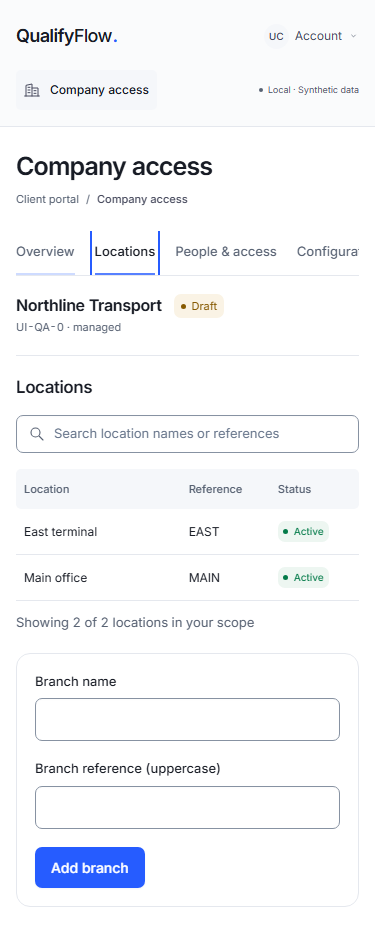 QualifyFlow.
UC Account
Company access
Local · Synthetic data
Company access
Client portal / Company access
Overview Locations People & access Configurat
Northline Transport Draft
UI-QA-0 · managed
Locations
Search location names or references
Location Reference Status
East terminal EAST Active
Main office MAIN Active
Showing 2 of 2 locations in your scope
Branch name
Branch reference (uppercase)
Add branch